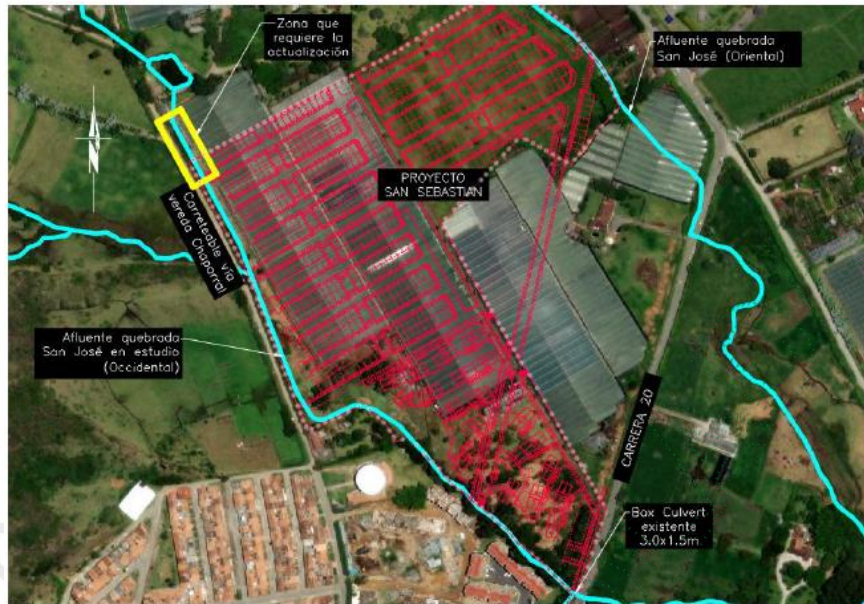 Zona que
requiere la
actualización
Afluente quebrada
San José (Oriental)
PROYECTO
SAN SEBASTIAN
Carreteable vía
vereda Chaparral
Afluente quebrada
San José en estudio
(Occidental)
CARRERA 20
Box Culvert
existente
3.0x1.5m